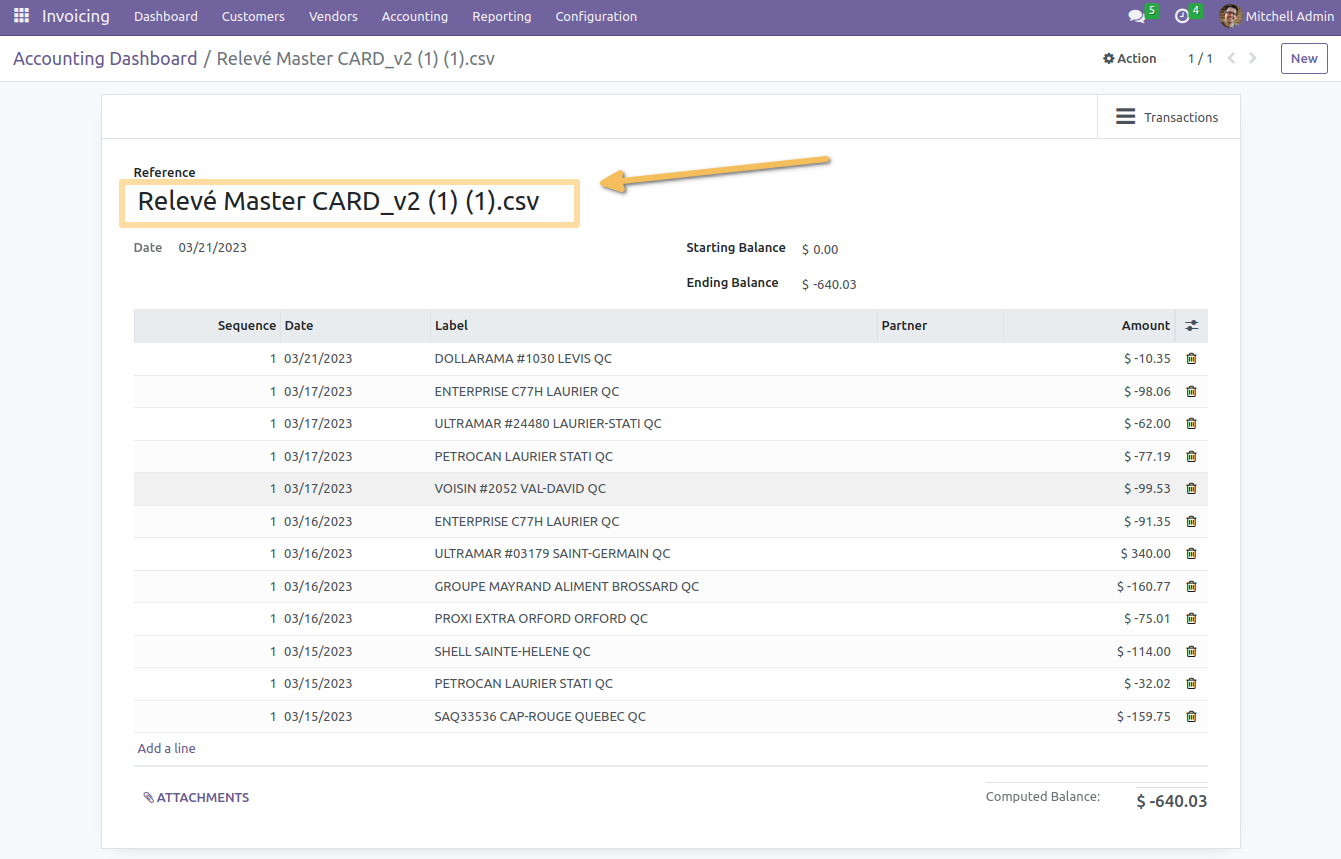 Invoicing Dashboard Customers Vendors Accounting Reporting Configuration 5 4 Mitchell Admin
Accounting Dashboard / Relevé Master CARD_v2 (1) (1).csv Action 1 / 1 New
Transactions
Reference
Relevé Master CARD_v2 (1) (1).csv
Date 03/21/2023 Starting Balance $ 0.00
Ending Balance $ -640.03
Sequence Date Label Partner Amount
1 03/21/2023 DOLLARAMA #1030 LEVIS QC $ -10.35
1 03/17/2023 ENTERPRISE C77H LAURIER QC $ -98.06
1 03/17/2023 ULTRAMAR #24480 LAURIER-STATI QC $ -62.00
1 03/17/2023 PETROCAN LAURIER STATI QC $ -77.19
1 03/17/2023 VOISIN #2052 VAL-DAVID QC $ -99.53
1 03/16/2023 ENTERPRISE C77H LAURIER QC $ -91.35
1 03/16/2023 ULTRAMAR #03179 SAINT-GERMAIN QC $ 340.00
1 03/16/2023 GROUPE MAYRAND ALIMENT BROSSARD QC $ -160.77
1 03/16/2023 PROXI EXTRA ORFORD ORFORD QC $ -75.01
1 03/15/2023 SHELL SAINTE-HELENE QC $ -114.00
1 03/15/2023 PETROCAN LAURIER STATI QC $ -32.02
1 03/15/2023 SAQ33536 CAP-ROUGE QUEBEC QC $ -159.75
Add a line
ATTACHMENTS Computed Balance: $ -640.03